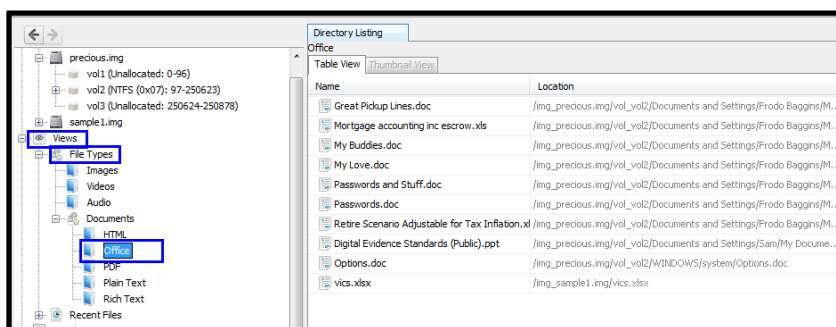 Directory Listing
Office
Table View Thumbnail View
Name Location
precious.img
vol1 (Unallocated: 0-96)
vol2 (NTFS (0x07): 97-250623)
vol3 (Unallocated: 250624-250878)
sample1.img
Views
File Types
Images
Videos
Audio
Documents
HTML
Office
PDF
Plain Text
Rich Text
Recent Files
Great Pickup Lines.doc /img_precious.img/vol_vol2/Documents and Settings/Frodo Baggins/M...
Mortgage accounting inc escrow.xls /img_precious.img/vol_vol2/Documents and Settings/Frodo Baggins/M...
My Buddies.doc /img_precious.img/vol_vol2/Documents and Settings/Frodo Baggins/M...
My Love.doc /img_precious.img/vol_vol2/Documents and Settings/Frodo Baggins/M...
Passwords and Stuff.doc /img_precious.img/vol_vol2/Documents and Settings/Frodo Baggins/M...
Passwords.doc /img_precious.img/vol_vol2/Documents and Settings/Frodo Baggins/M...
Retire Scenario Adjustable for Tax Inflation.xl /img_precious.img/vol_vol2/Documents and Settings/Frodo Baggins/M...
Digital Evidence Standards (Public).ppt /img_precious.img/vol_vol2/Documents and Settings/Sam/My Docume...
Options.doc /img_precious.img/vol_vol2/WINDOWS/system/Options.doc
vics.xlsx /img_sample1.img/vics.xlsx